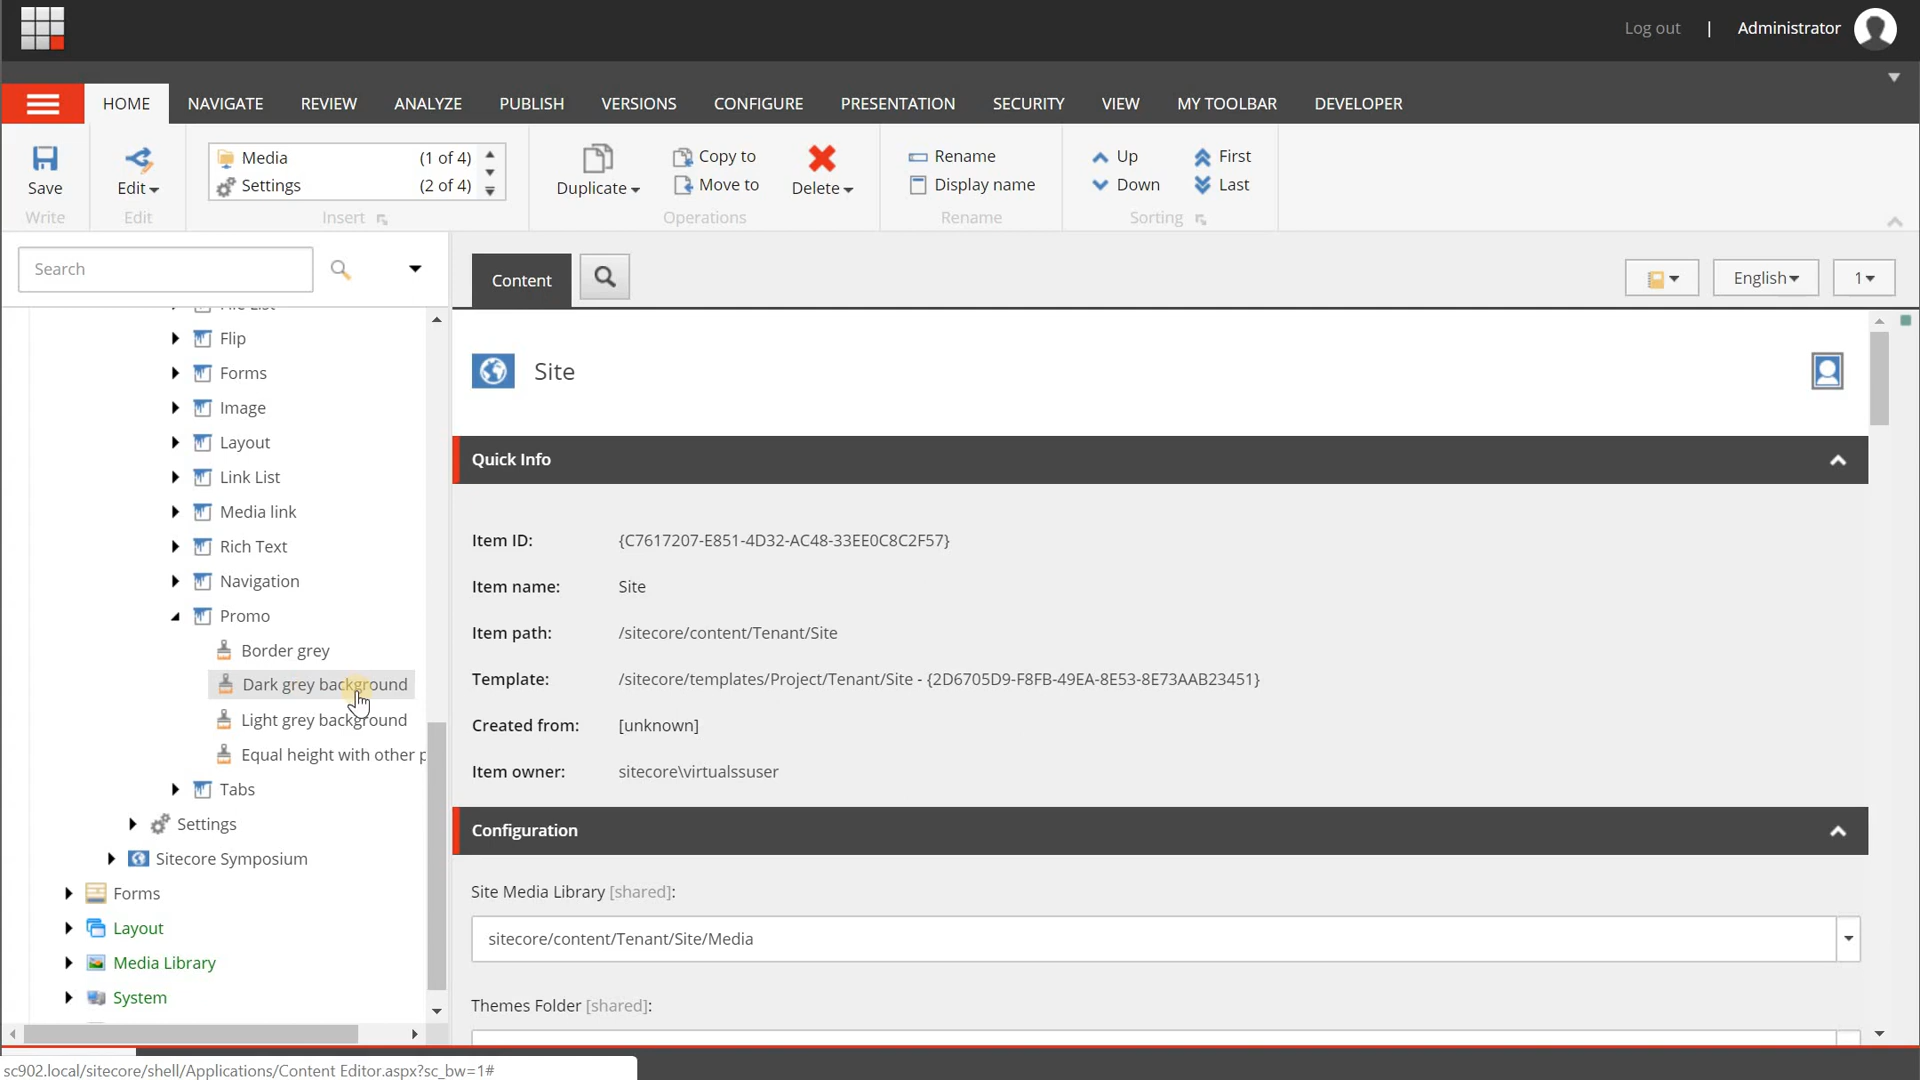 Log out | Administrator
HOME NAVIGATE REVIEW ANALYZE PUBLISH VERSIONS CONFIGURE PRESENTATION SECURITY VIEW MY TOOLBAR DEVELOPER
Save
Write
Edit
Edit
Media (1 of 4)
Settings (2 of 4)
Insert
Duplicate
Copy to
Move to
Delete
Operations
Rename
Display name
Rename
Up
Down
First
Last
Sorting
Search
Content
English
1
File List
Flip
Forms
Image
Layout
Link List
Media link
Rich Text
Navigation
Promo
Border grey
Dark grey background
Light grey background
Equal height with other p
Tabs
Settings
Sitecore Symposium
Forms
Layout
Media Library
System
Site
Quick Info
Item ID: {C7617207-E851-4D32-AC48-33EE0C8C2F57}
Item name: Site
Item path: /sitecore/content/Tenant/Site
Template: /sitecore/templates/Project/Tenant/Site - {2D6705D9-F8FB-49EA-8E53-8E73AAB23451}
Created from: [unknown]
Item owner: sitecore\virtualssuser
Configuration
Site Media Library [shared]:
sitecore/content/Tenant/Site/Media
Themes Folder [shared]:
sc902.local/sitecore/shell/Applications/Content Editor.aspx?sc_bw=1#